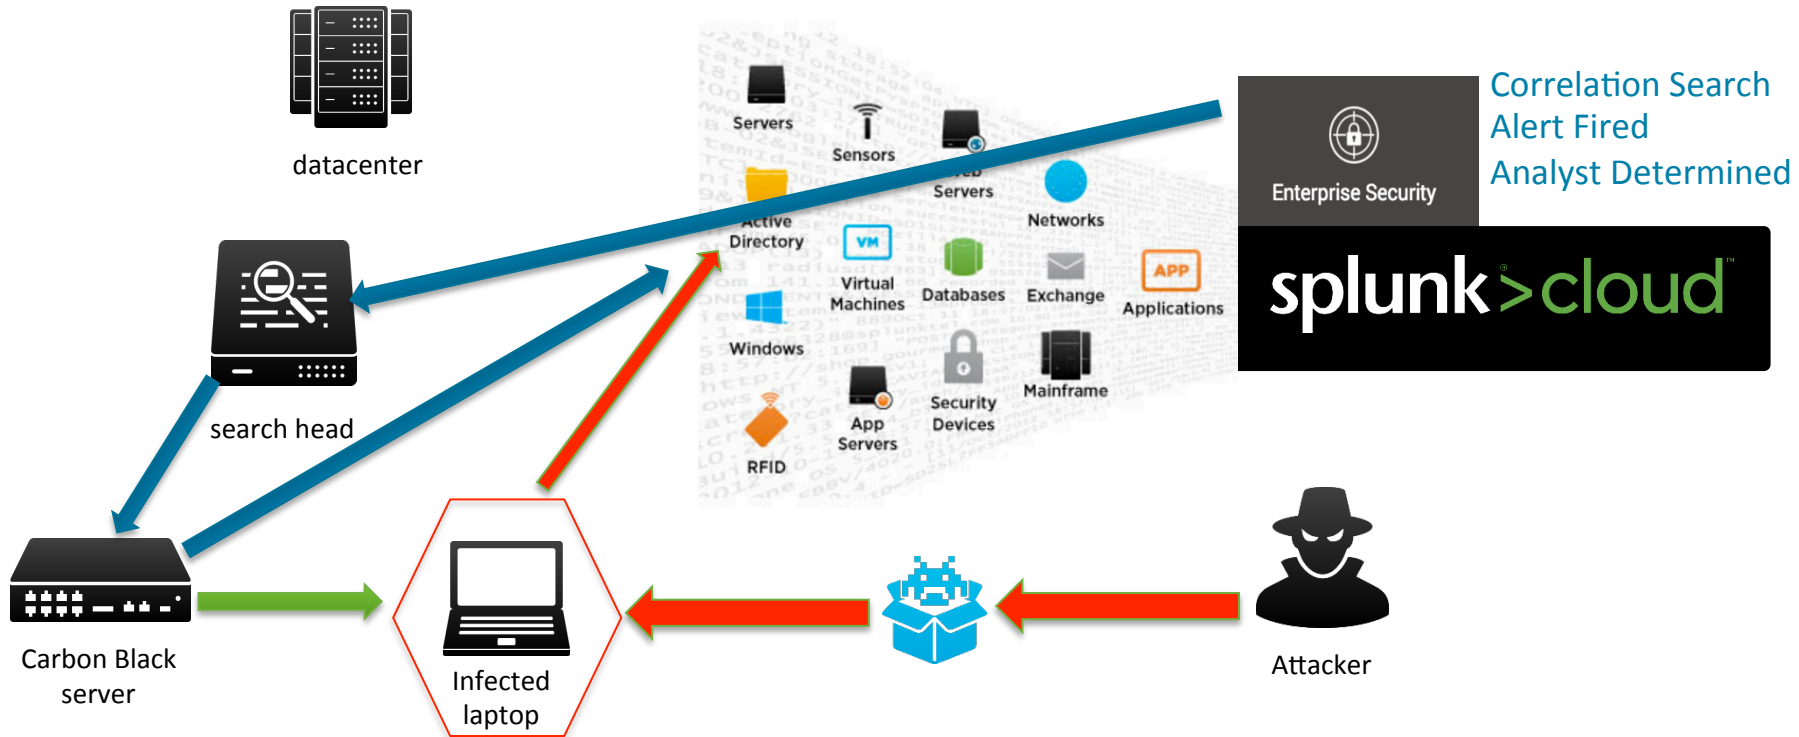 datacenter
Servers
Sensors
Web
Servers
Active
Directory
Networks
VM
Virtual
Machines
Databases
Exchange
APP
Applications
Windows
Mainframe
Security
Devices
App
Servers
RFID
Enterprise Security
Correlation Search
Alert Fired
Analyst Determined
splunk>cloud™
search head
Carbon Black
server
Infected
laptop
Attacker